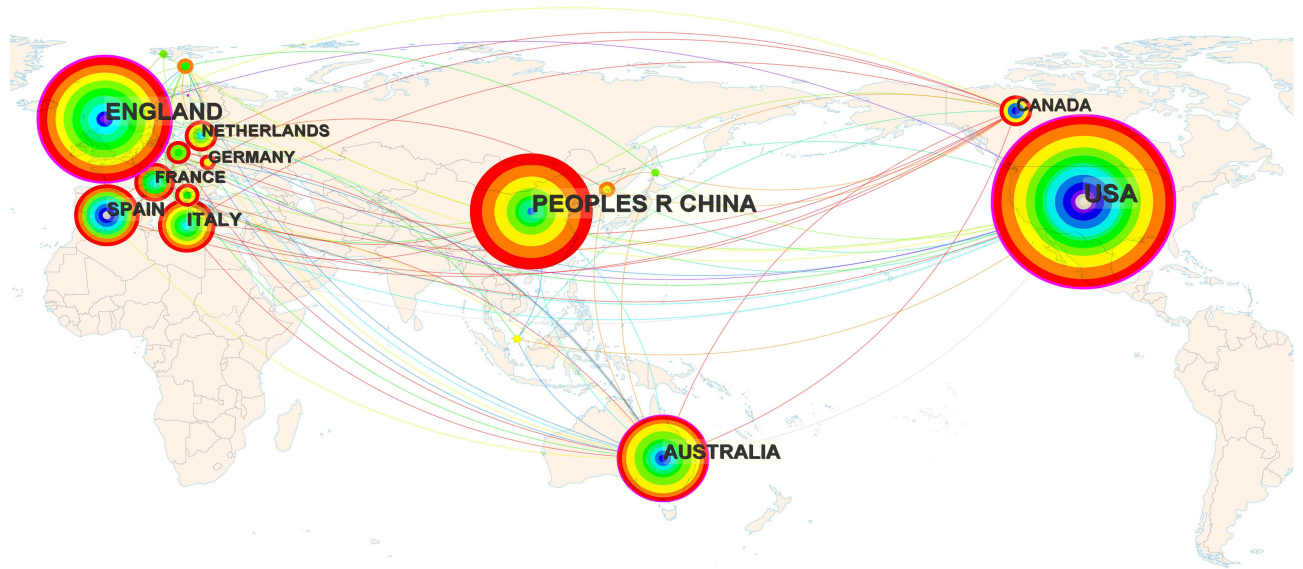 ENGLAND
CANADA
NETHERLANDS
GERMANY
FRANCE
SPAIN
ITALY
PEOPLES R CHINA
USA
AUSTRALIA